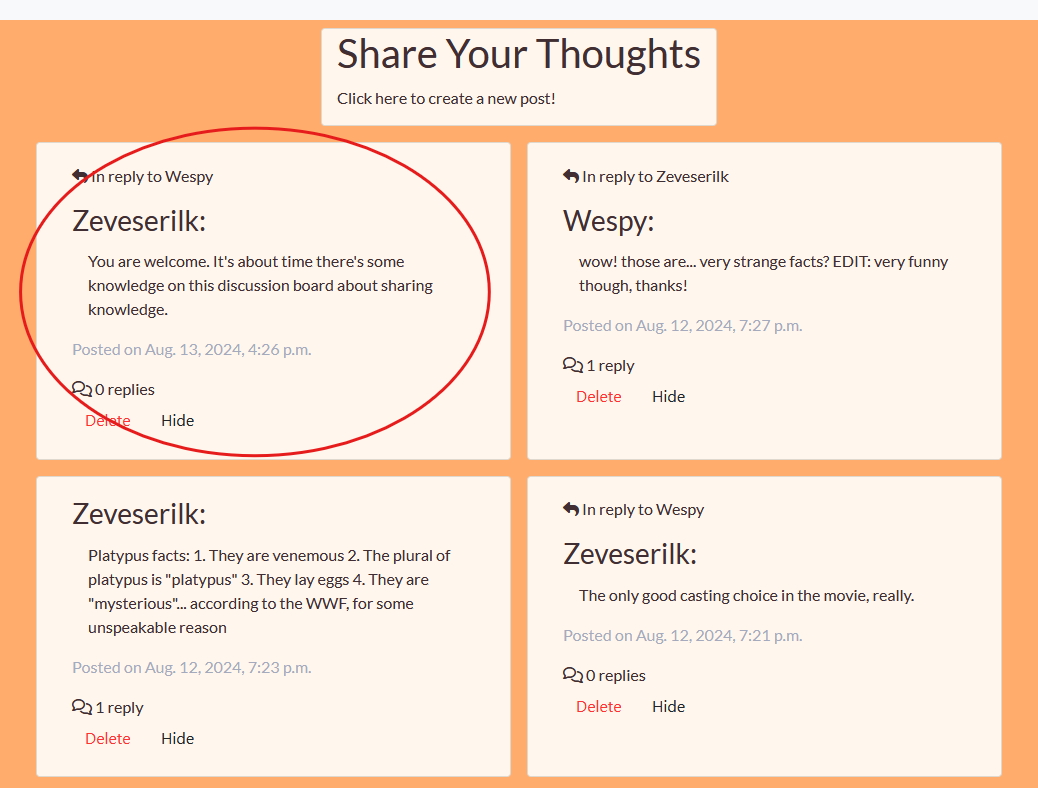 Share Your Thoughts
Click here to create a new post!
In reply to Wespy
Zeveserilk:
You are welcome. It's about time there's some
knowledge on this discussion board about sharing
knowledge.
Posted on Aug. 13, 2024, 4:26 p.m.
0 replies
Delete Hide
In reply to Zeveserilk
Wespy:
wow! those are... very strange facts? EDIT: very funny
though, thanks!
Posted on Aug. 12, 2024, 7:27 p.m.
1 reply
Delete Hide
Zeveserilk:
Platypus facts: 1. They are venemous 2. The plural of
platypus is "platypus" 3. They lay eggs 4. They are
"mysterious"... according to the WWF, for some
unspeakable reason
Posted on Aug. 12, 2024, 7:23 p.m.
1 reply
Delete Hide
In reply to Wespy
Zeveserilk:
The only good casting choice in the movie, really.
Posted on Aug. 12, 2024, 7:21 p.m.
0 replies
Delete Hide